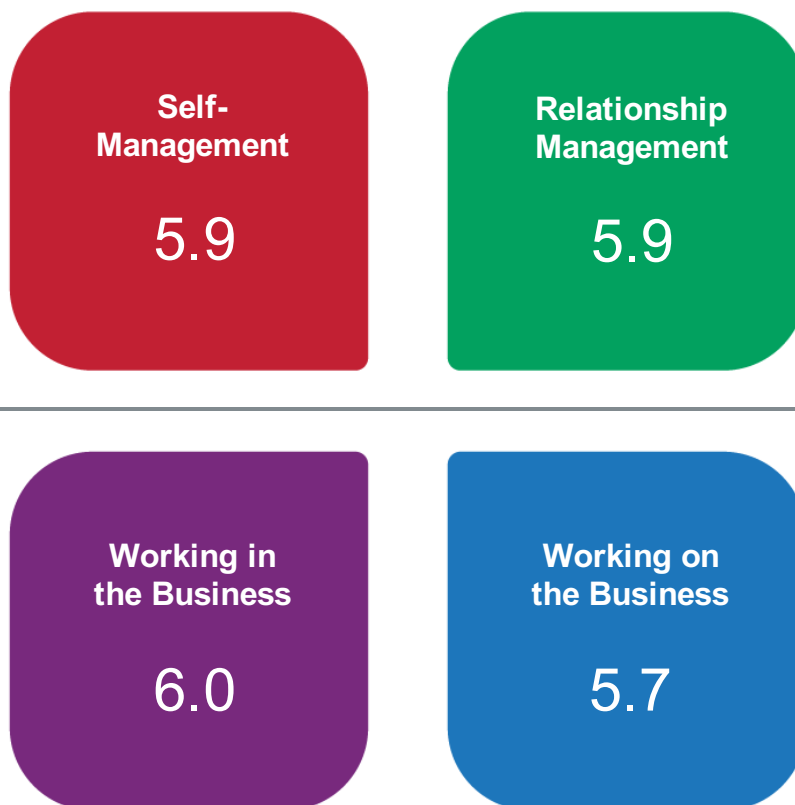 Self-
Management
5.9
Relationship
Management
5.9
Working in
the Business
6.0
Working on
the Business
5.7